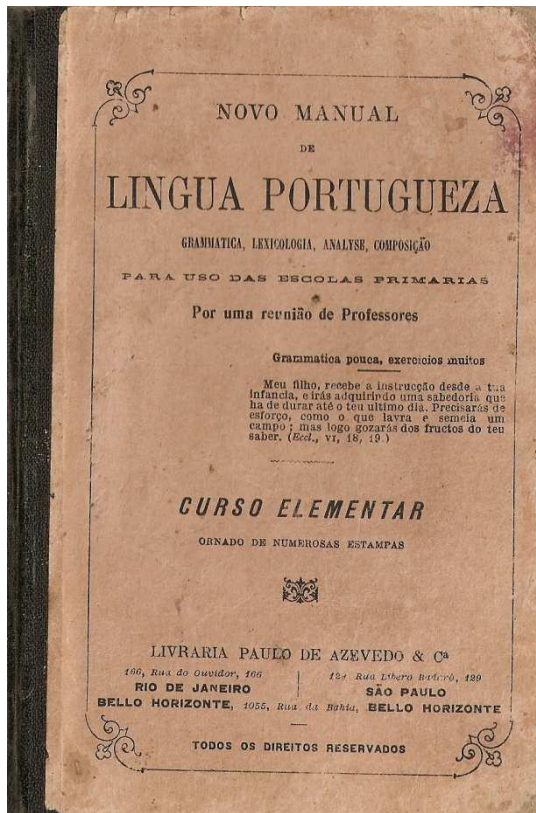 NOVO MANUAL
DE
LINGUA PORTUGUEZA
GRAMMATICA, LEXICOLOGIA, ANALYSE, COMPOSIÇÃO
PARA USO DAS ESCOLAS PRIMARIAS
Por uma reunião de Professores
Grammatica pouca, exercicios muitos
Meu filho, recebe a instrucção desde a tua
infancia, e irás adquirindo uma sabedoria que
ha de durar até o teu ultimo dia. Precisarás de
esforço, como o que lavra e semeia um
campo; mas logo gozarás dos fructos do teu
saber. (Eccl., VI, 18, 19.)
CURSO ELEMENTAR
ORNADO DE NUMEROSAS ESTAMPAS
LIVRARIA PAULO DE AZEVEDO & Cª
166, Rua do Ouvidor, 166
RIO DE JANEIRO
Rua Libero Badaró, 129
SÃO PAULO
BELLO HORIZONTE, 1055, Rua da Bahia, BELLO HORIZONTE
TODOS OS DIREITOS RESERVADOS